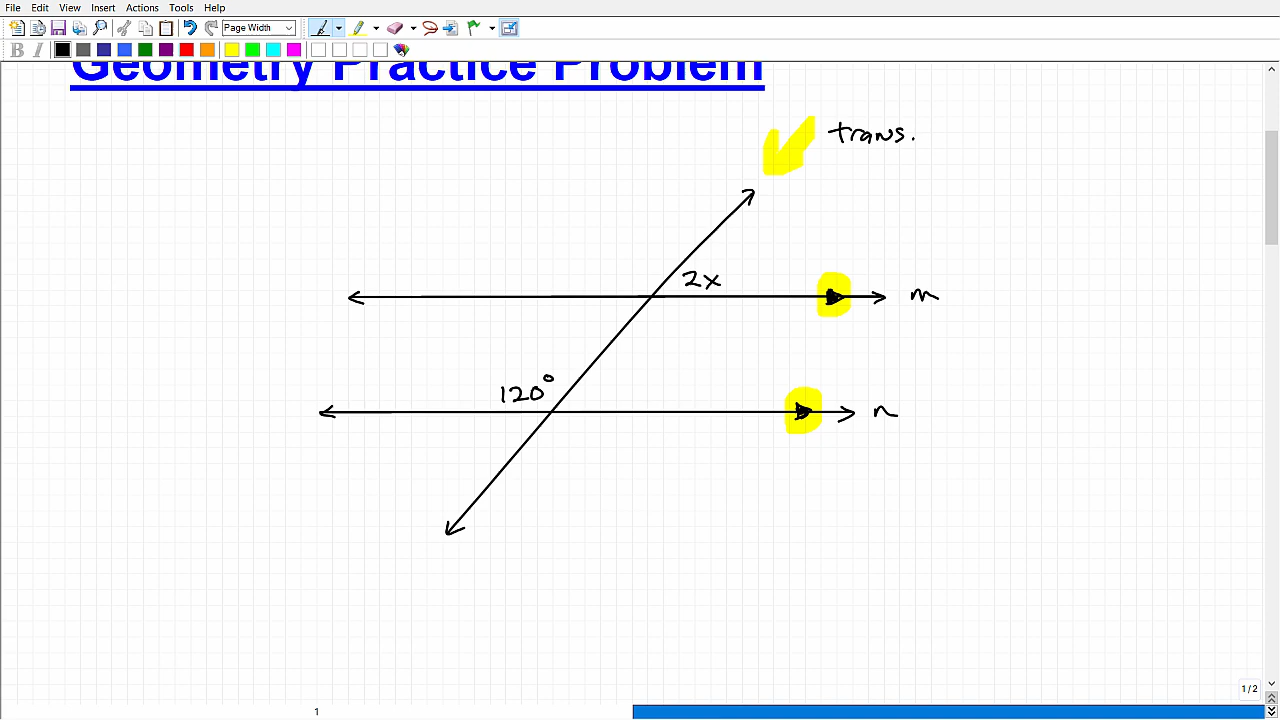 File Edit View Insert Actions Tools Help
Page Width
B I
Geometry Practice Problem
trans.
2x
m
120°
n
1/2
1